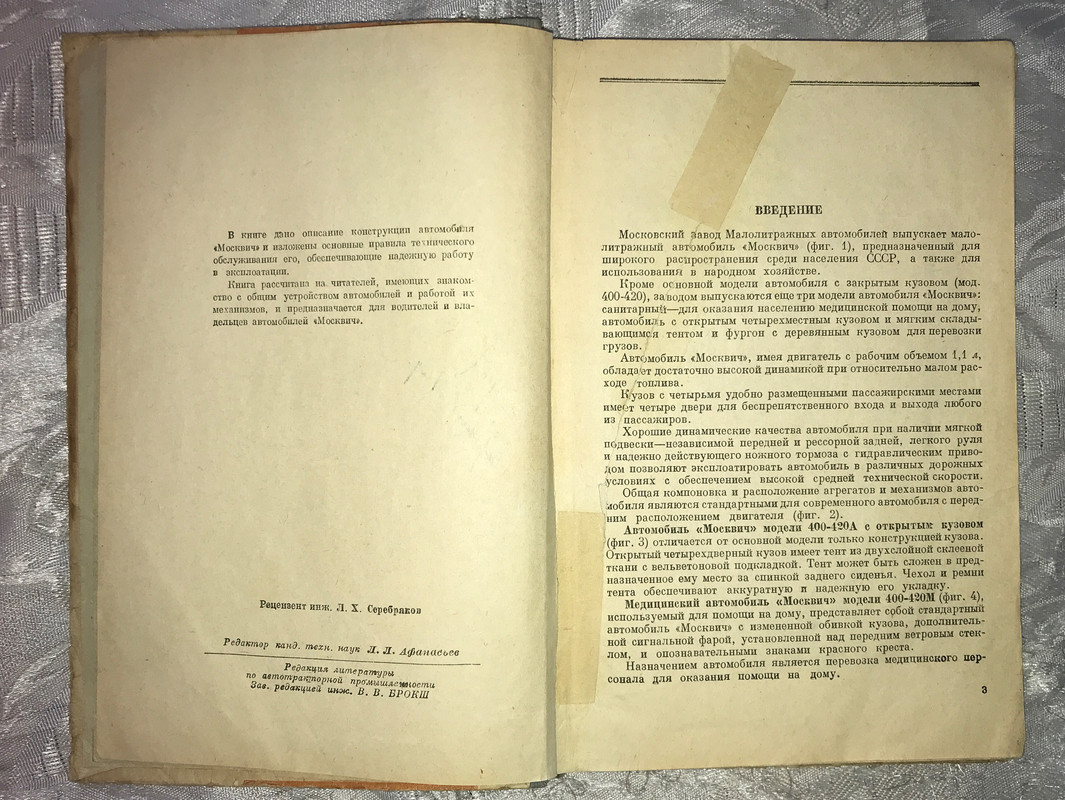 В книге дано описание конструкции автомобиля
«Москвич» и изложены основные правила технического
обслуживания его, обеспечивающие надежную работу
в эксплоатации.
Книга рассчитана на читателей, имеющих знаком-
ство с общим устройством автомобилей и работой их
механизмов, и предназначается для водителей и вла-
дельцев автомобилей «Москвич».
Рецензент инж. Л. Х. Серебряков
Редактор канд. техн. наук Л. Л. Афанасьев
Редакция литературы
по автотракторной промышленности
Зав. редакцией инж. В. В. БРОКШ
ВВЕДЕНИЕ
Московский завод Малолитражных автомобилей выпускает мало-
литражный автомобиль «Москвич» (фиг. 1), предназначенный для
широкого распространения среди населения СССР, а также для
использования в народном хозяйстве.
Кроме основной модели автомобиля с закрытым кузовом (мод.
400-420), заводом выпускаются еще три модели автомобиля «Москвич»:
санитарный—для оказания населению медицинской помощи на дому,
автомобиль с открытым четырехместным кузовом и мягким склады-
вающимся тентом и фургон с деревянным кузовом для перевозки
грузов.
Автомобиль «Москвич», имея двигатель с рабочим объемом 1,1 л,
обладает достаточно высокой динамикой при относительно малом рас-
ходе топлива.
Кузов с четырьмя удобно размещенными пассажирскими местами
имеет четыре двери для беспрепятственного входа и выхода любого
из пассажиров.
Хорошие динамические качества автомобиля при наличии мягкой
подвески—независимой передней и рессорной задней, легкого руля
и надежно действующего ножного тормоза с гидравлическим приво-
дом позволяют эксплоатировать автомобиль в различных дорожных
условиях с обеспечением высокой средней технической скорости.
Общая компоновка и расположение агрегатов и механизмов авто-
мобиля являются стандартными для современного автомобиля с перед-
ним расположением двигателя (фиг. 2).
Автомобиль «Москвич» модели 400-420А с открытым кузовом
(фиг. 3) отличается от основной модели только конструкцией кузова.
Открытый четырехдверный кузов имеет тент из двухслойной склееной
ткани с вельветоновой подкладкой. Тент может быть сложен в пред-
назначенное ему место за спинкой заднего сиденья. Чехол и ремни
тента обеспечивают аккуратную и надежную его укладку.
Медицинский автомобиль «Москвич» модели 400-420М (фиг. 4),
используемый для помощи на дому, представляет собой стандартный
автомобиль «Москвич» с измененной обивкой кузова, дополнитель-
ной сигнальной фарой, установленной над передним ветровым стек-
лом, и опознавательными знаками красного креста.
Назначением автомобиля является перевозка медицинского пер-
сонала для оказания помощи на дому.
3